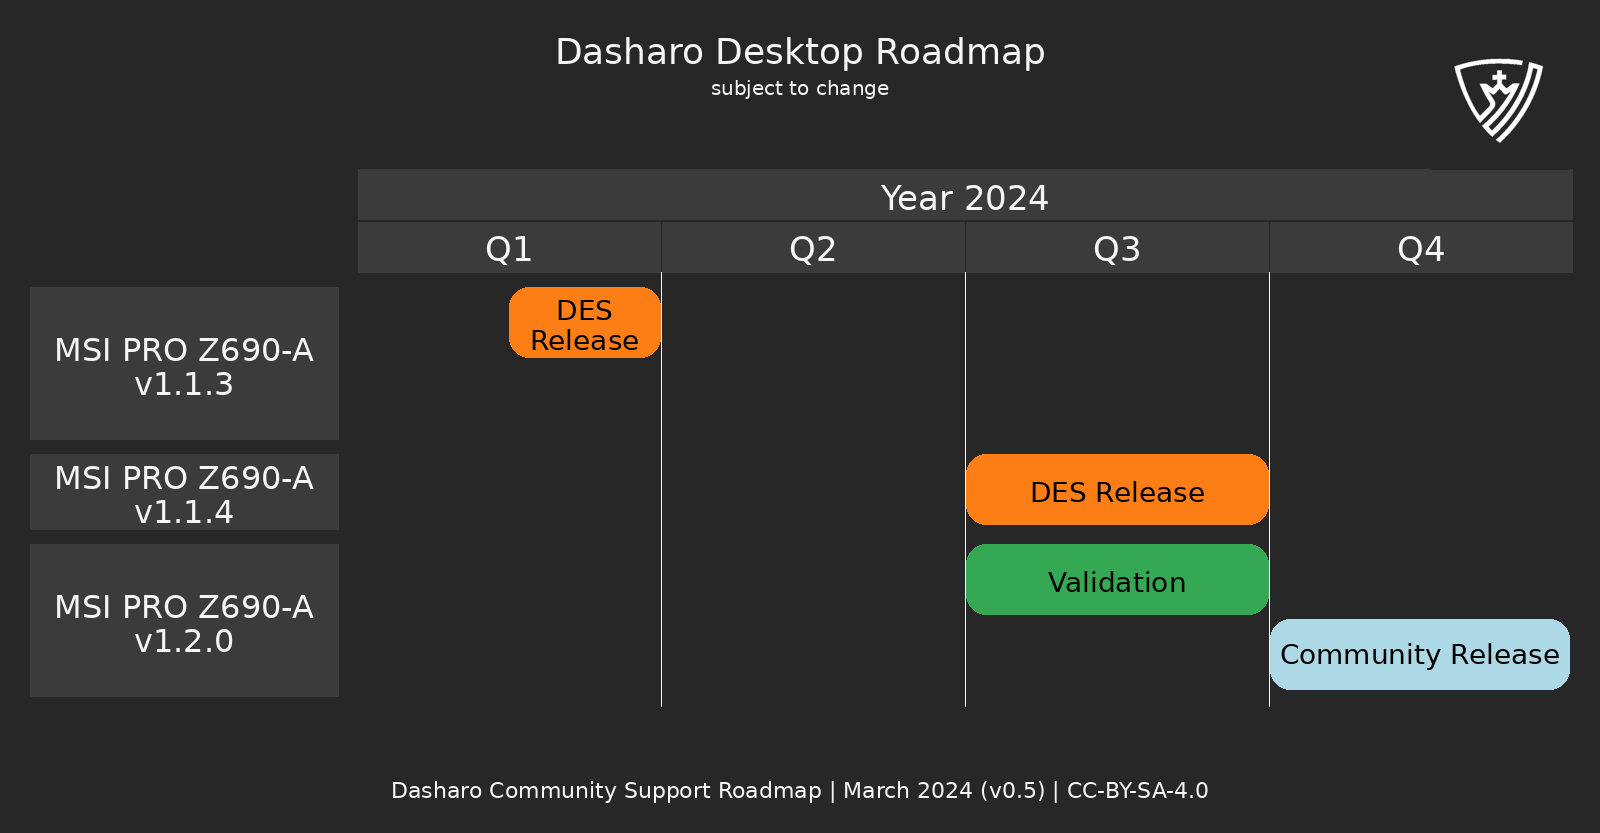 Dasharo Desktop Roadmap
subject to change
Year 2024
Q1 Q2 Q3 Q4
MSI PRO Z690-A
v1.1.3
DES
Release
MSI PRO Z690-A
v1.1.4
DES Release
MSI PRO Z690-A
v1.2.0
Validation
Community Release
Dasharo Community Support Roadmap | March 2024 (v0.5) | CC-BY-SA-4.0